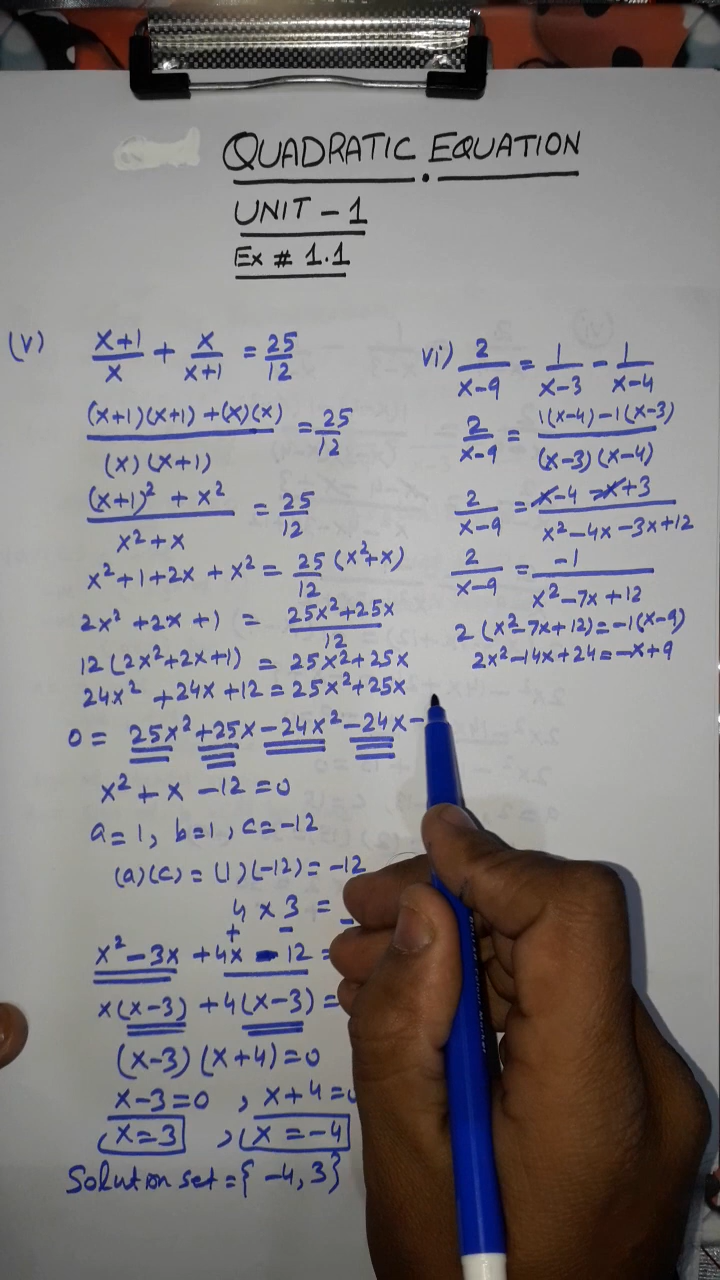 QUADRATIC EQUATION
UNIT - 1
Ex # 1.1
(v) x+1/x + x/x+1 = 25/12
(x+1)(x+1)+(x)(x)/(x)(x+1) = 25/12
(x+1)² + x²/x²+x = 25/12
x²+1+2x+x² = 25/12 (x²+x)
2x²+2x+1 = 25x²+25x/12
12(2x²+2x+1) = 25x²+25x
24x²+24x+12 = 25x²+25x
0 = 25x²+25x-24x²-24x-
x²+x-12=0
a=1, b=1, c=-12
(a)(c) = (1)(-12) = -12
4 x 3 = -
+ -
x²-3x+4x-12=
x(x-3)+4(x-3)=
(x-3)(x+4)=0
x-3=0, x+4=0
x=3, x=-4
Solution set={-4,3}
vi) 2/x-9 = 1/x-3 - 1/x-4
2/x-9 = 1(x-4)-1(x-3)/(x-3)(x-4)
2/x-9 = x-4-x+3/x²-4x-3x+12
2/x-9 = -1/x²-7x+12
2(x²-7x+12)=-1(x-9)
2x²-14x+24=-x+9